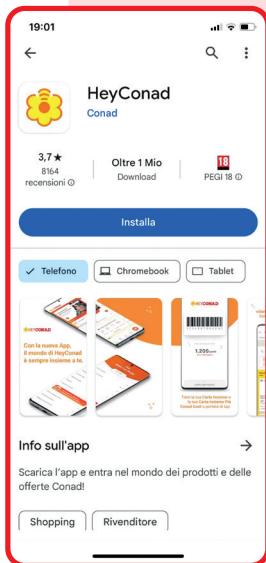 19:01
HeyConad
Conad
3,7★
8164
recensioni
Oltre 1 Mio
Download
18
PEGI 18
Installa
Telefono
Chromebook
Tablet
HEYCONAD
Con la nuova App,
il mondo di HeyConad
è sempre insieme a te.
HEYCONAD
1.206
Info sull'app
Scarica l'app e entra nel mondo dei prodotti e delle
offerte Conad!
Shopping
Rivenditore